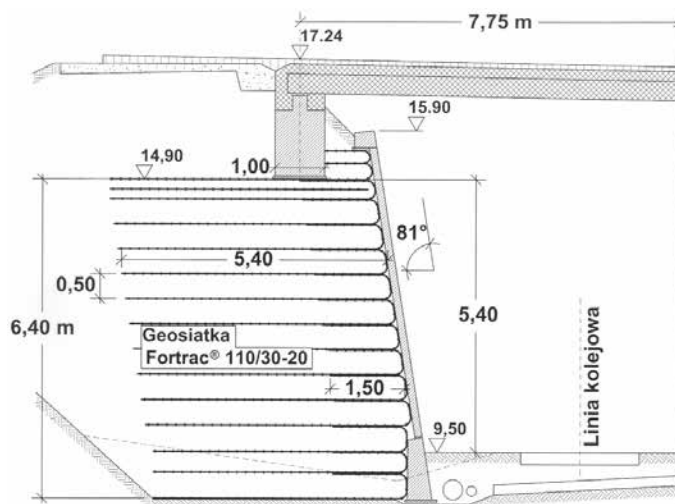 7,75 m
17.24
15.90
14,90
1,00
81°
5,40
0,50
5,40
6,40 m
Geosiatka
Fortrac® 110/30-20
1,50
9,50
Linia kolejowa